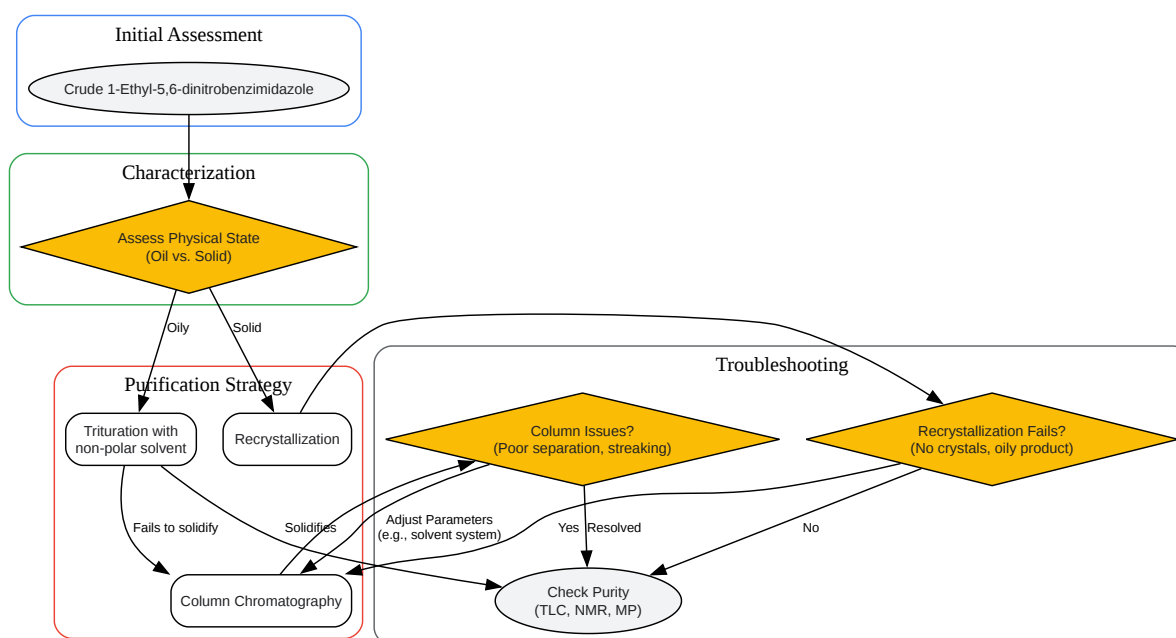 Initial Assessment
Crude 1-Ethyl-5,6-dinitrobenzimidazole
Characterization
Assess Physical State
(Oil vs. Solid)
Oily
Solid
Purification Strategy
Troubleshooting
Trituration with
non-polar solvent
Recrystallization
Column Issues?
(Poor separation, streaking)
Recrystallization Fails?
(No crystals, oily product)
Fails to solidify
Solidifies
Adjust Parameters
(e.g., solvent system)
Yes
Resolved
No
Column Chromatography
Check Purity
(TLC, NMR, MP)